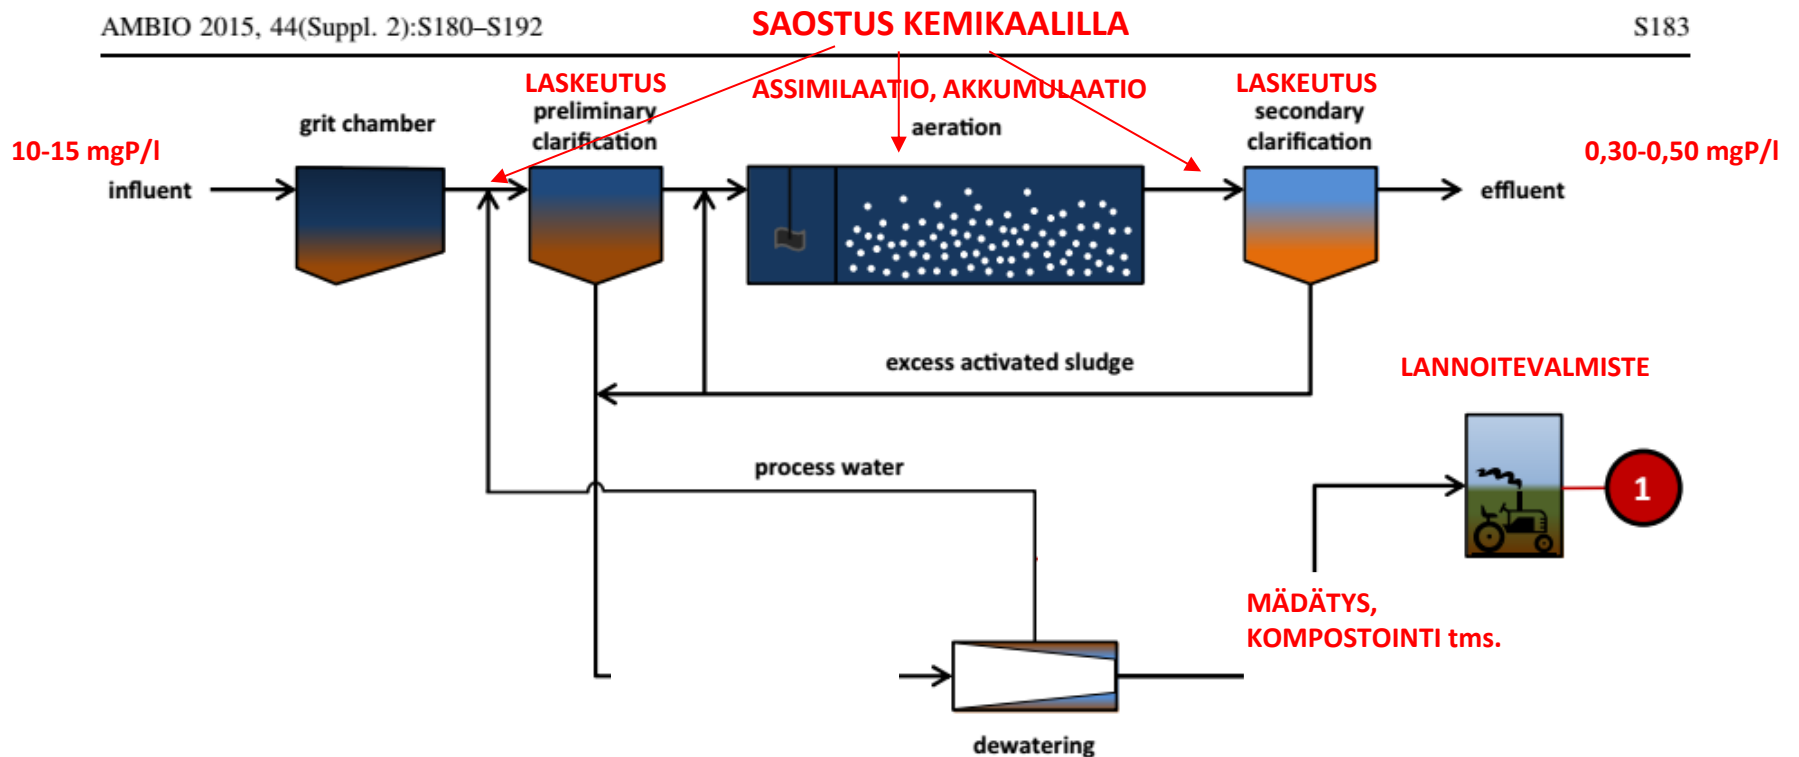 AMBIO 2015, 44(Suppl. 2):S180–S192
SAOSTUS KEMIKAALILLA
S183
LASKEUTUS
ASSIMILAATIO, AKKUMULAATIO
LASKEUTUS
grit chamber
preliminary
clarification
aeration
secondary
clarification
10-15 mgP/l
0,30-0,50 mgP/l
influent
effluent
excess activated sludge
LANNOITEVALMISTE
process water
1
MÄDÄTYS,
KOMPOSTOINTI tms.
dewatering